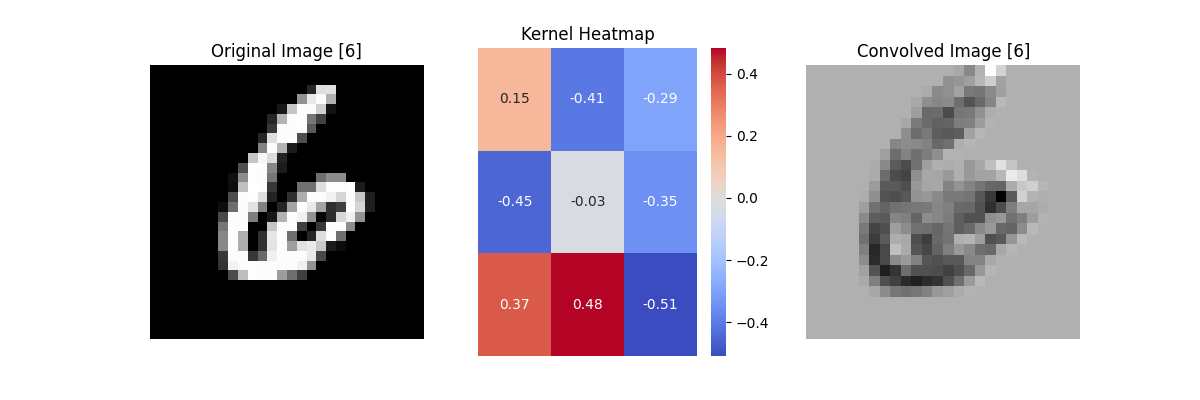 Original Image [6]
Kernel Heatmap
Convolved Image [6]
0.15 -0.41 -0.29
-0.45 -0.03 -0.35
0.37 0.48 -0.51
0.4
0.2
0.0
−0.2
−0.4
6